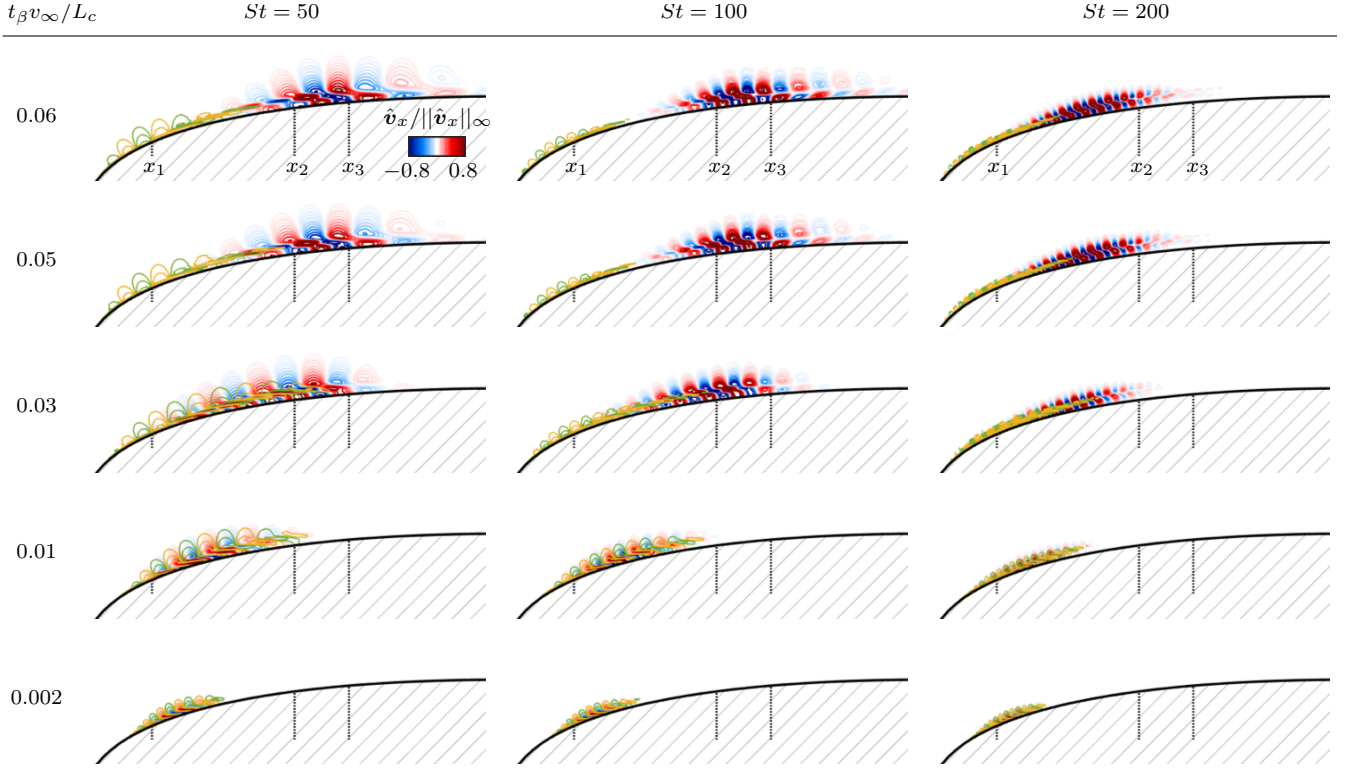 t_β v_∞/L_c St = 50 St = 100 St = 200
0.06
v̂_x/||v̂_x||_∞
−0.8 0.8
x_1 x_2 x_3 x_1 x_2 x_3 x_1 x_2 x_3
0.05
0.03
0.01
0.002